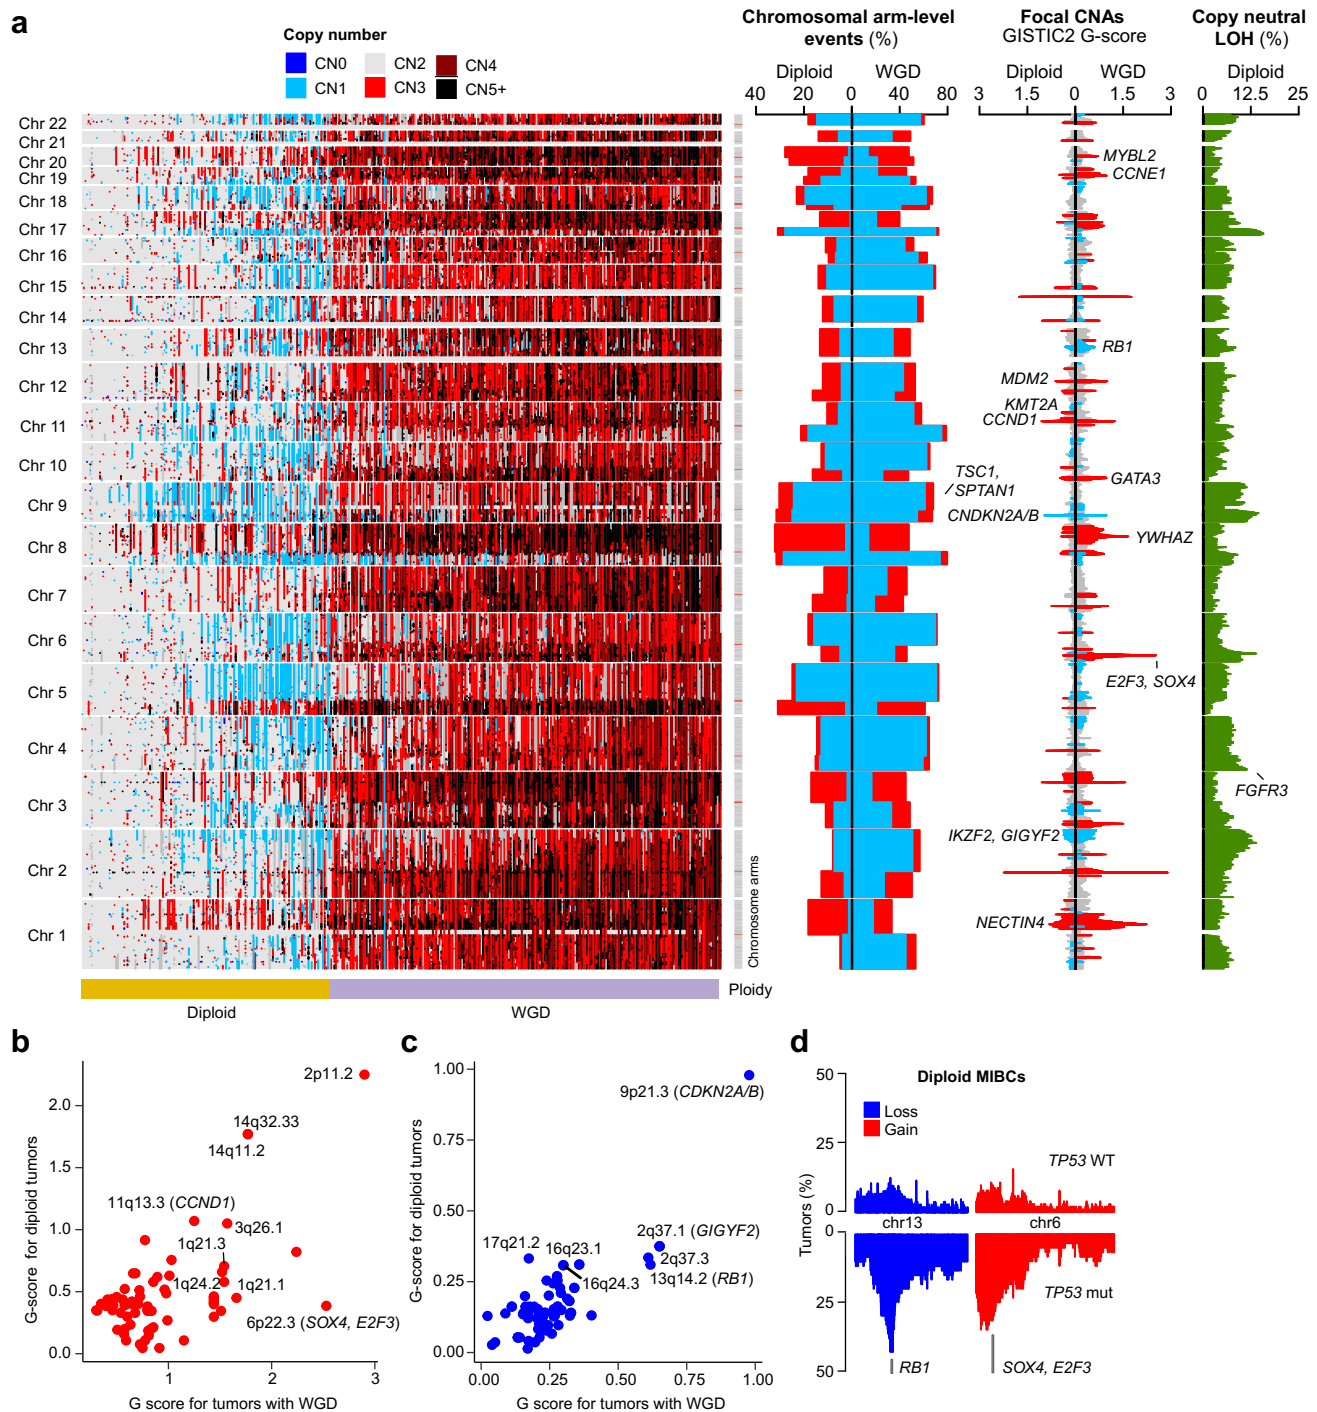 a
Copy number
CN0
CN1
CN2
CN3
CN4
CN5+
Chromosomal arm-level
events (%)
Diploid
WGD
40
20
0
40
80
Focal CNAs
GISTIC2 G-score
Diploid
WGD
3
1.5
0
1.5
3
Copy neutral
LOH (%)
Diploid
0
12.5
25
Chr 22
Chr 21
Chr 20
Chr 19
Chr 18
Chr 17
Chr 16
Chr 15
Chr 14
Chr 13
Chr 12
Chr 11
Chr 10
Chr 9
Chr 8
Chr 7
Chr 6
Chr 5
Chr 4
Chr 3
Chr 2
Chr 1
Chromosome arms
MYBL2
CCNE1
RB1
MDM2
KMT2A
CCND1
GATA3
TSC1,
SPTAN1
CNDKN2A/B
YWHAZ
E2F3, SOX4
FGFR3
IKZF2, GIGYF2
NECTIN4
Ploidy
Diploid
WGD
b
G-score for diploid tumors
2.0
1.5
1.0
0.5
0.0
1
2
3
G score for tumors with WGD
2p11.2
14q32.33
14q11.2
11q13.3 (CCND1)
3q26.1
1q21.3
1q24.2
1q21.1
6p22.3 (SOX4, E2F3)
c
G-score for diploid tumors
1.00
0.75
0.50
0.25
0.00
0.00
0.25
0.50
0.75
1.00
G score for tumors with WGD
9p21.3 (CDKN2A/B)
2q37.1 (GIGYF2)
17q21.2
16q23.1
2q37.3
16q24.3
13q14.2 (RB1)
d
Diploid MIBCs
Loss
Gain
Tumors (%)
50
25
0
0
25
50
TP53 WT
chr13
chr6
TP53 mut
RB1
SOX4, E2F3